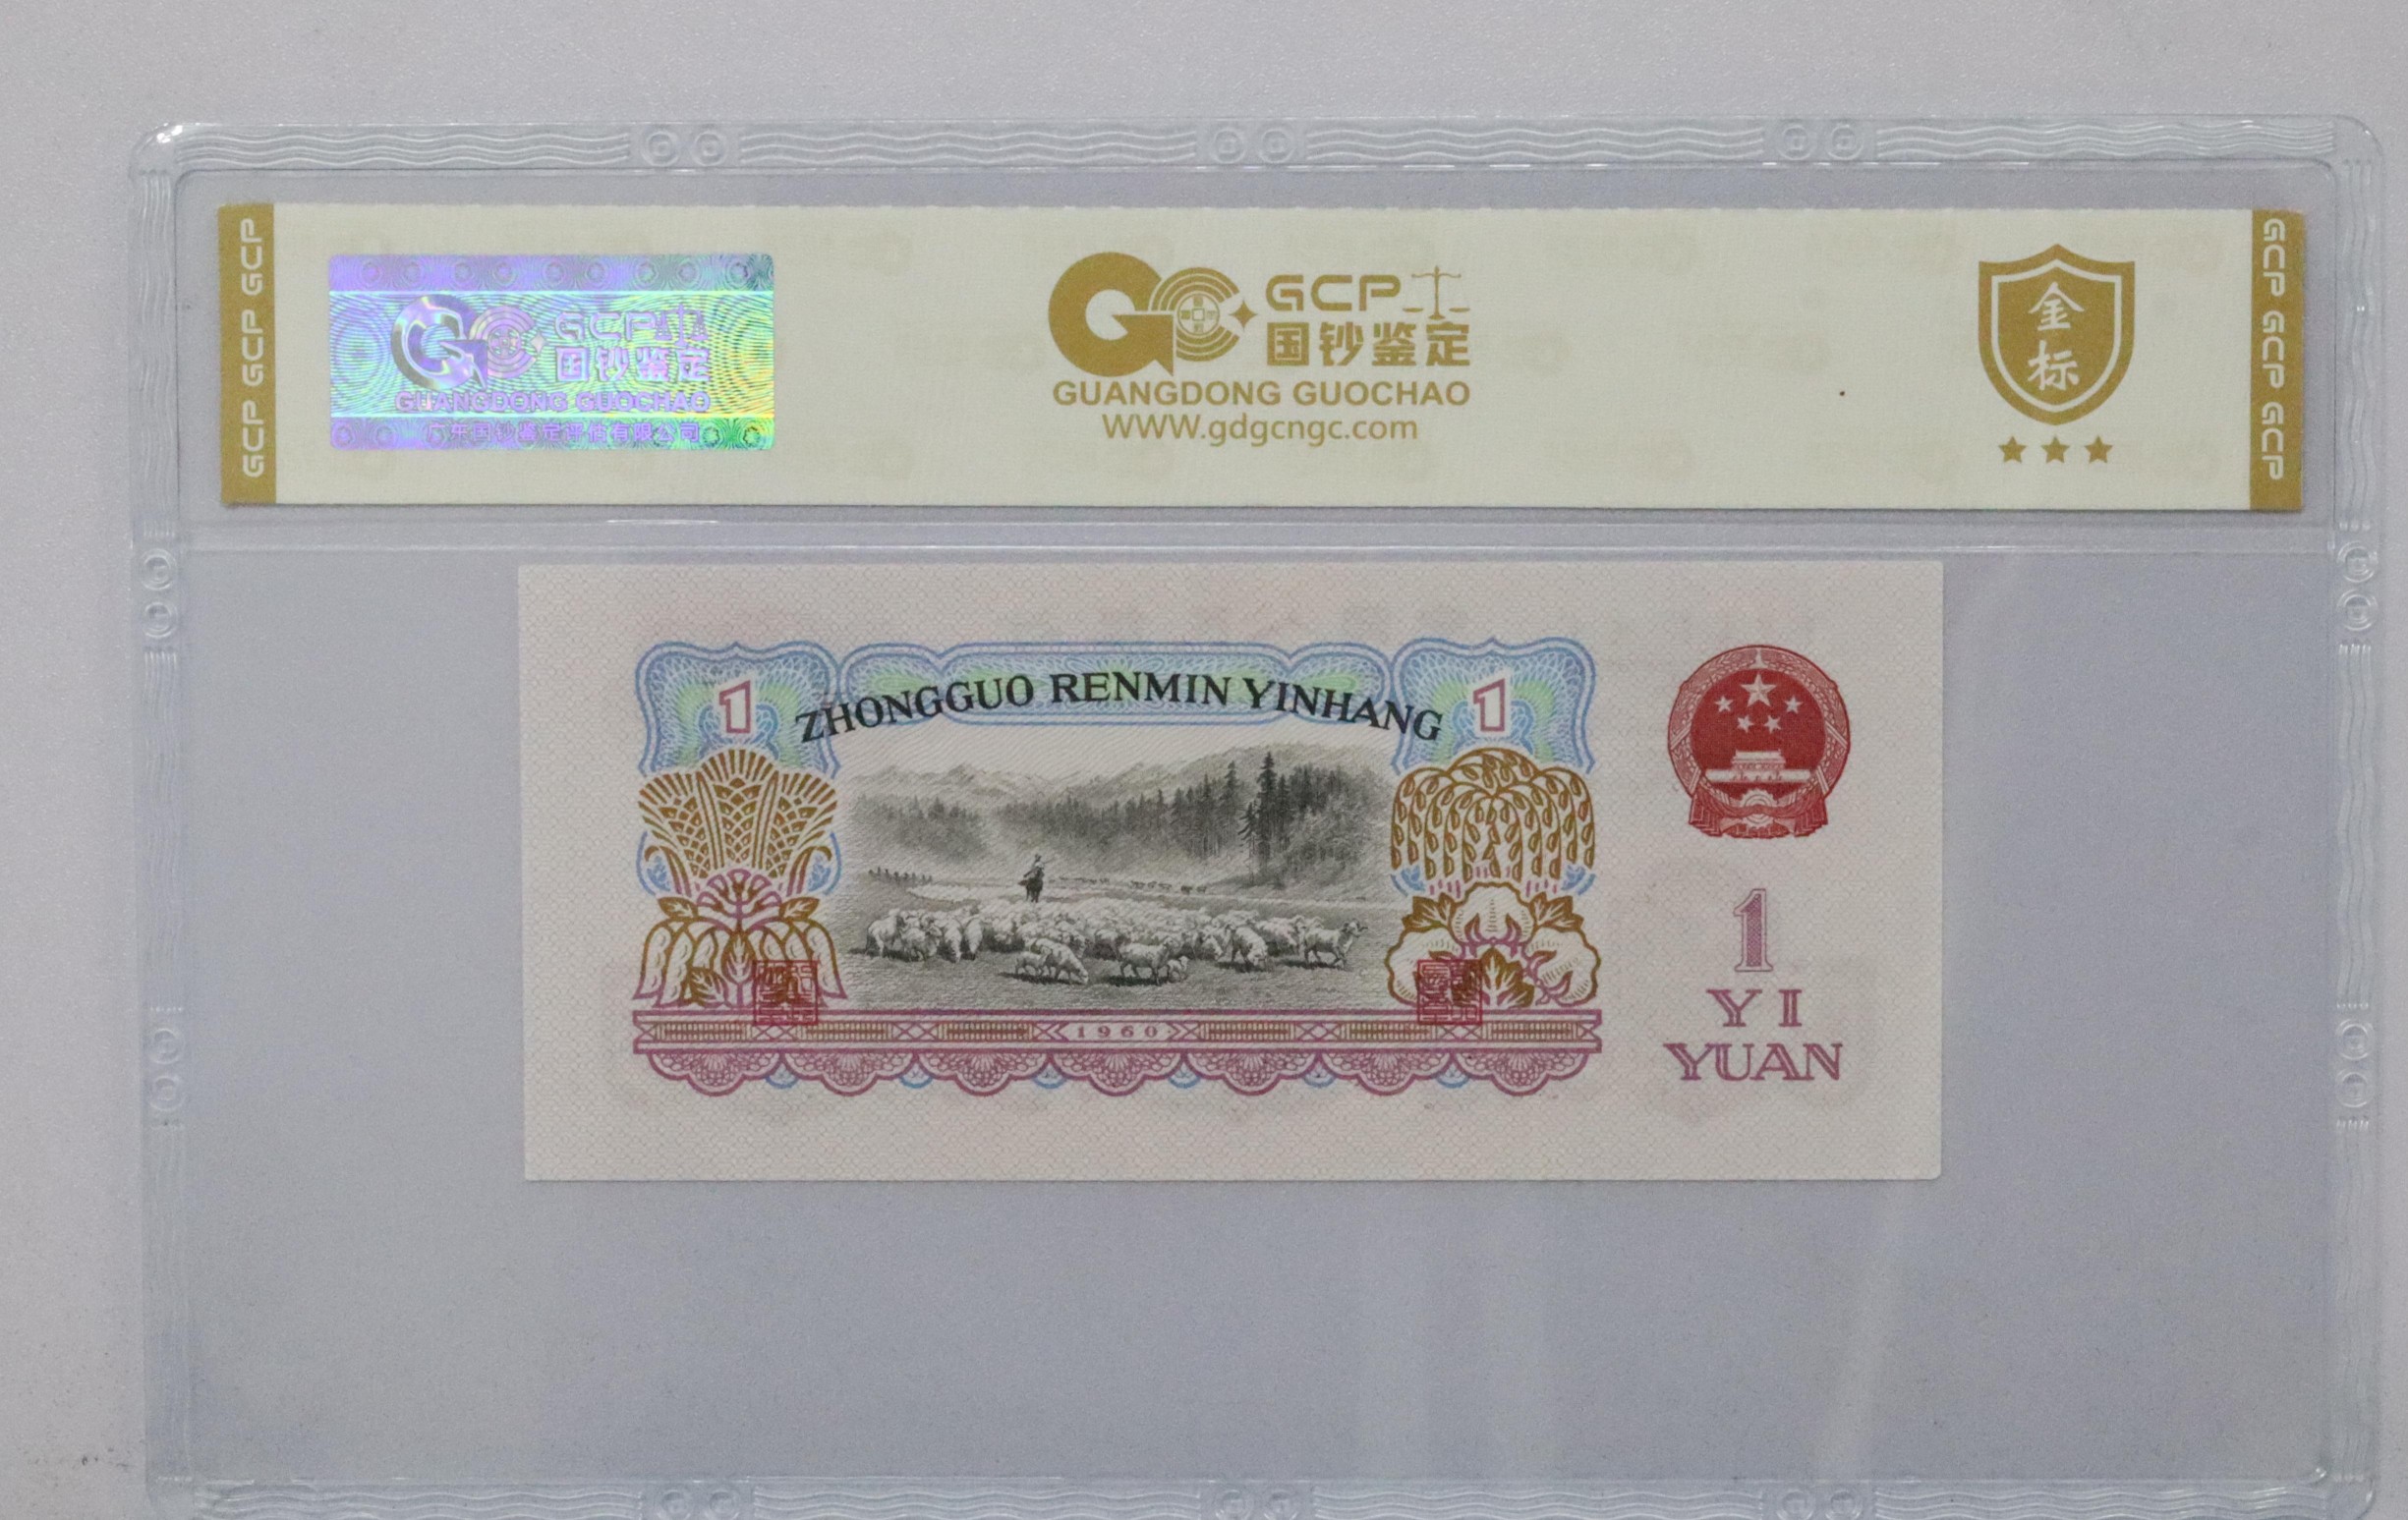 GCP GCP GCP
GCP
国钞鉴定
GUANGDONG GUOCHAO
广东国钞鉴定评估有限公司
GCP
国钞鉴定
GUANGDONG GUOCHAO
WWW.gdgcngc.com
金
标
GCP GCP GCP
1
ZHONGGUO RENMIN YINHANG
1
1960
1
YI
YUAN